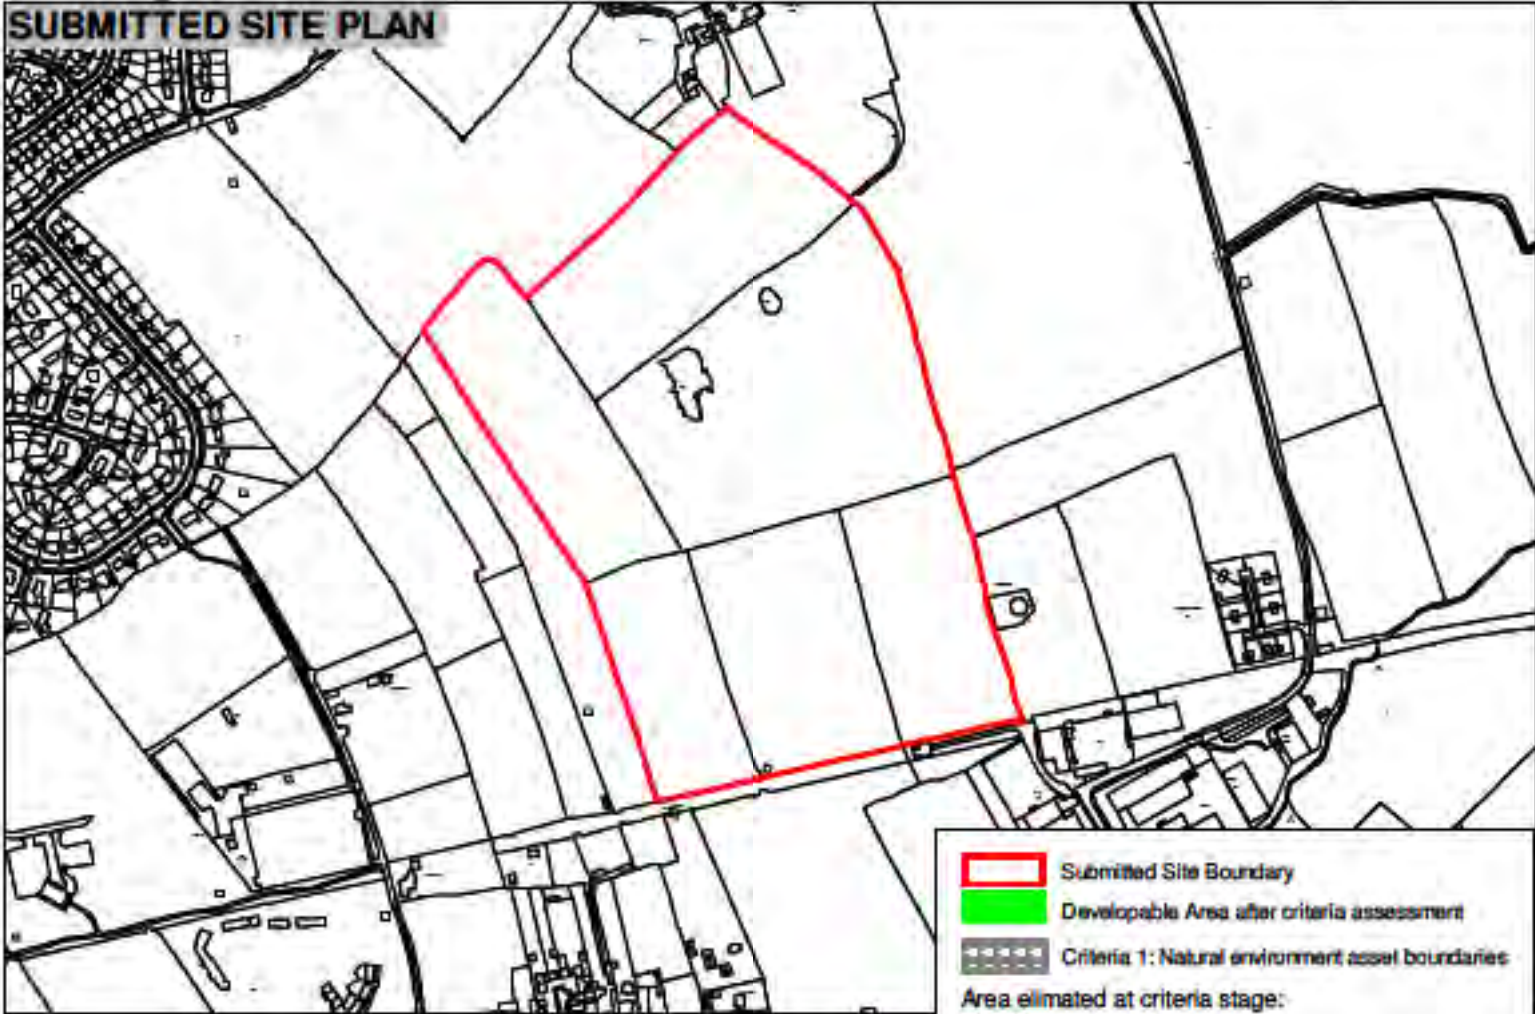 SUBMITTED SITE PLAN
Submitted Site Boundary
Developable Area after criteria assessment
Criteria 1: Natural environment asset boundaries
Area elimated at criteria stage: